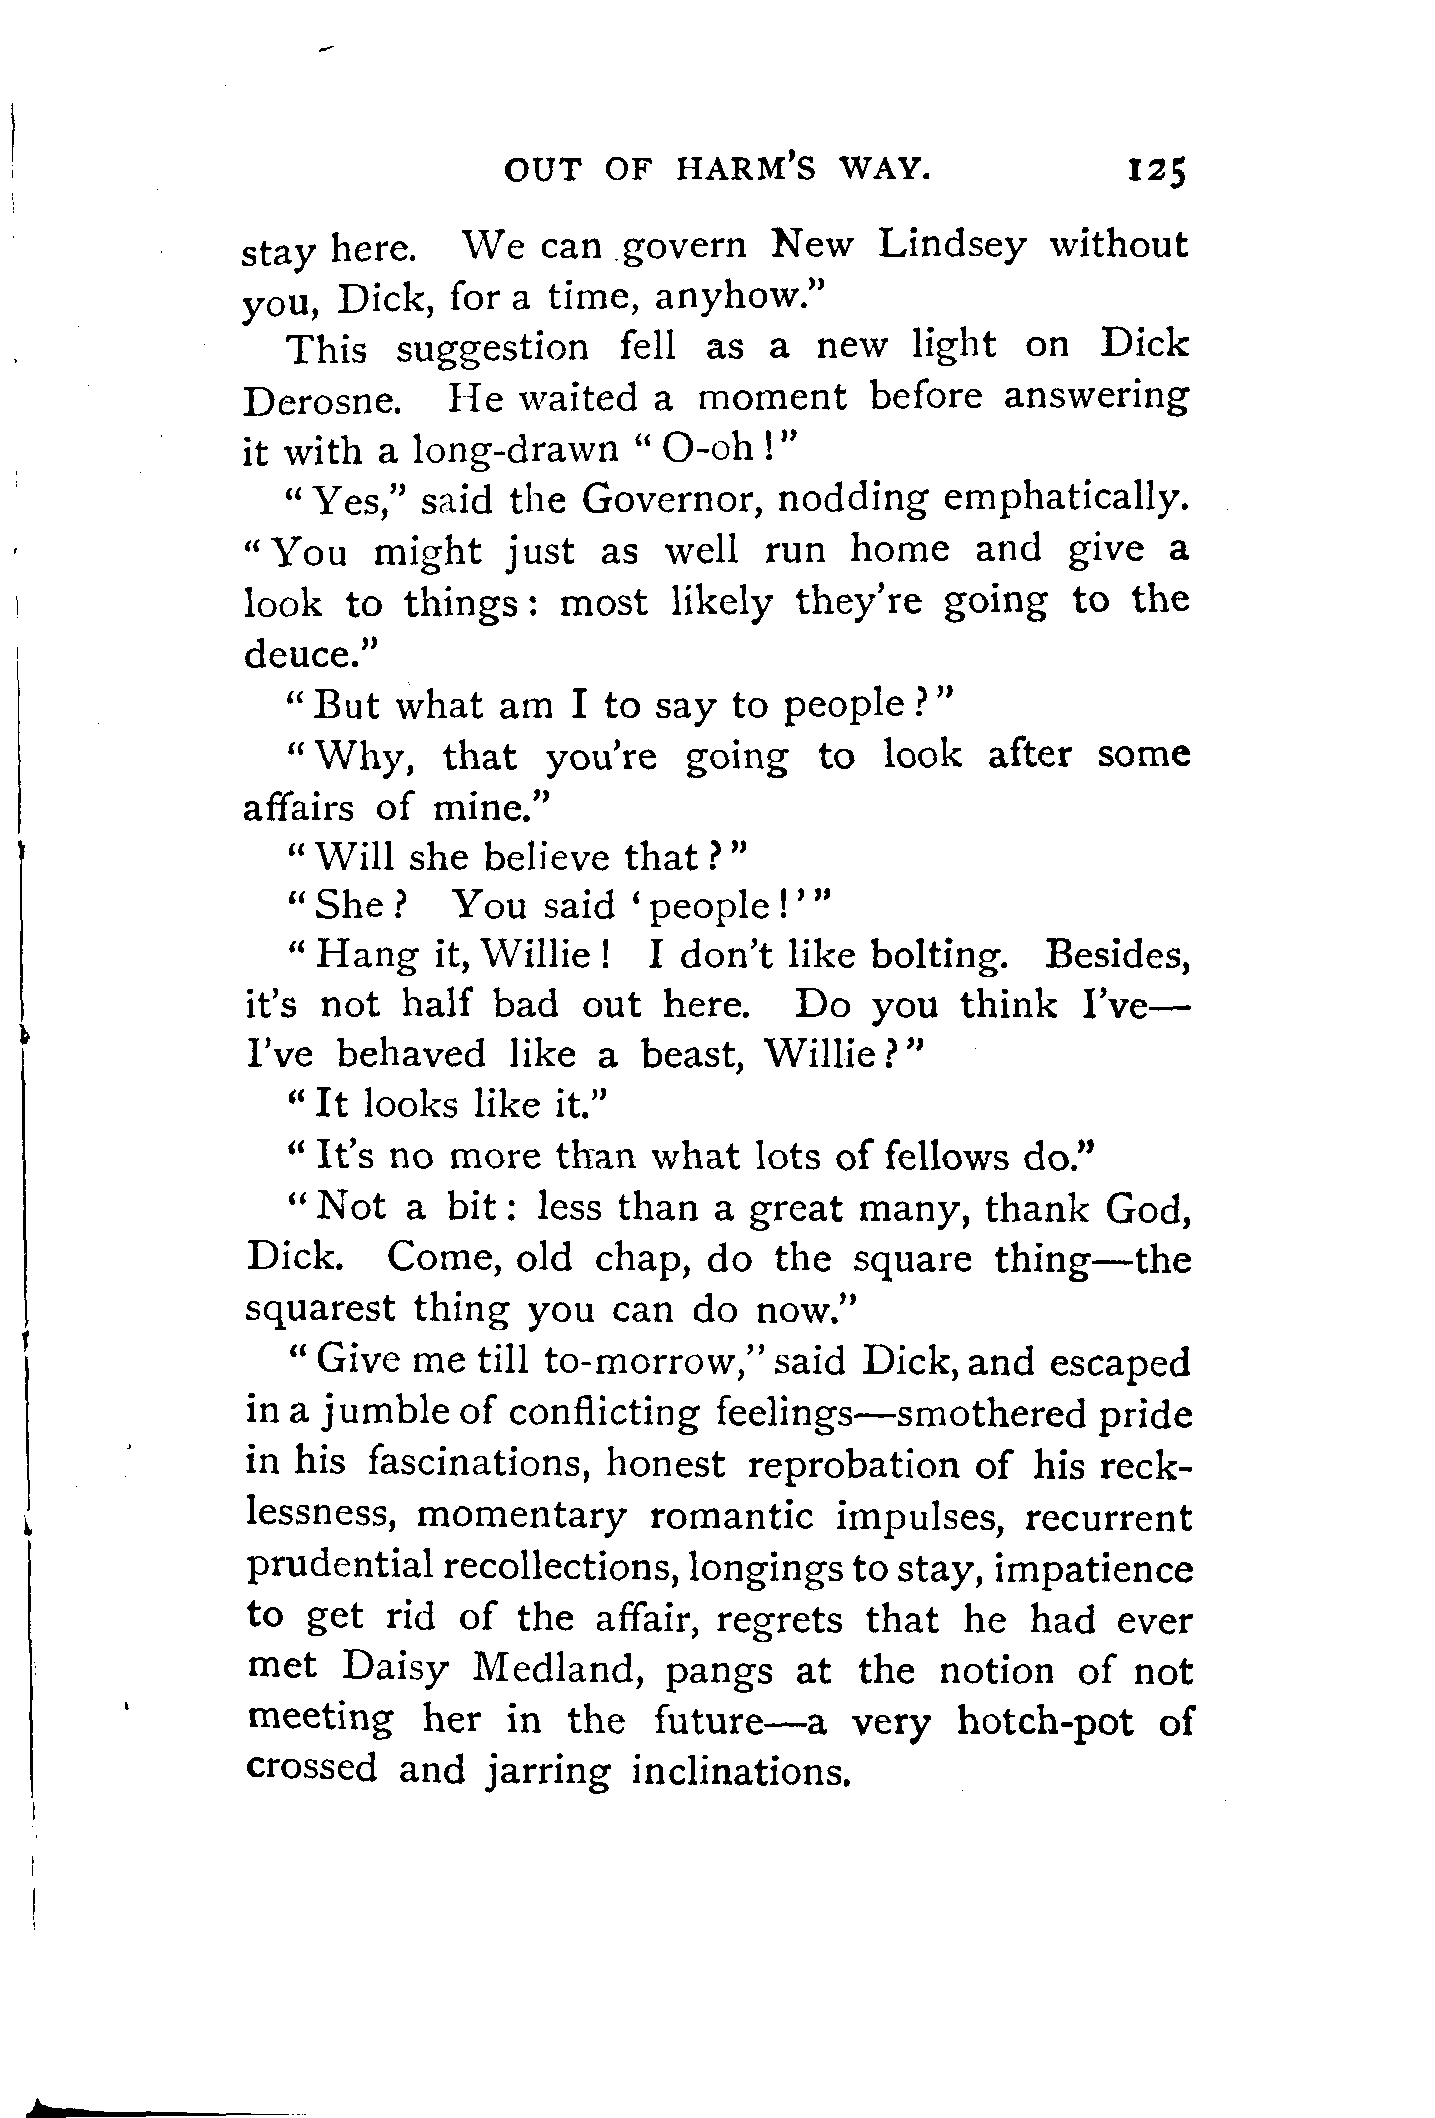 OUT OF HARM'S WAY. 125
stay here. We can govern New Lindsey without
you, Dick, for a time, anyhow."
This suggestion fell as a new light on Dick
Derosne. He waited a moment before answering
it with a long-drawn "O-oh!"
"Yes," said the Governor, nodding emphatically.
"You might just as well run home and give a
look to things: most likely they're going to the
deuce."
"But what am I to say to people?"
"Why, that you're going to look after some
affairs of mine."
"Will she believe that?"
"She? You said 'people!'"
"Hang it, Willie! I don't like bolting. Besides,
it's not half bad out here. Do you think I've—
I've behaved like a beast, Willie?"
"It looks like it."
"It's no more than what lots of fellows do."
"Not a bit: less than a great many, thank God,
Dick. Come, old chap, do the square thing—the
squarest thing you can do now."
"Give me till to-morrow," said Dick, and escaped
in a jumble of conflicting feelings—smothered pride
in his fascinations, honest reprobation of his reck-
lessness, momentary romantic impulses, recurrent
prudential recollections, longings to stay, impatience
to get rid of the affair, regrets that he had ever
met Daisy Medland, pangs at the notion of not
meeting her in the future—a very hotch-pot of
crossed and jarring inclinations.